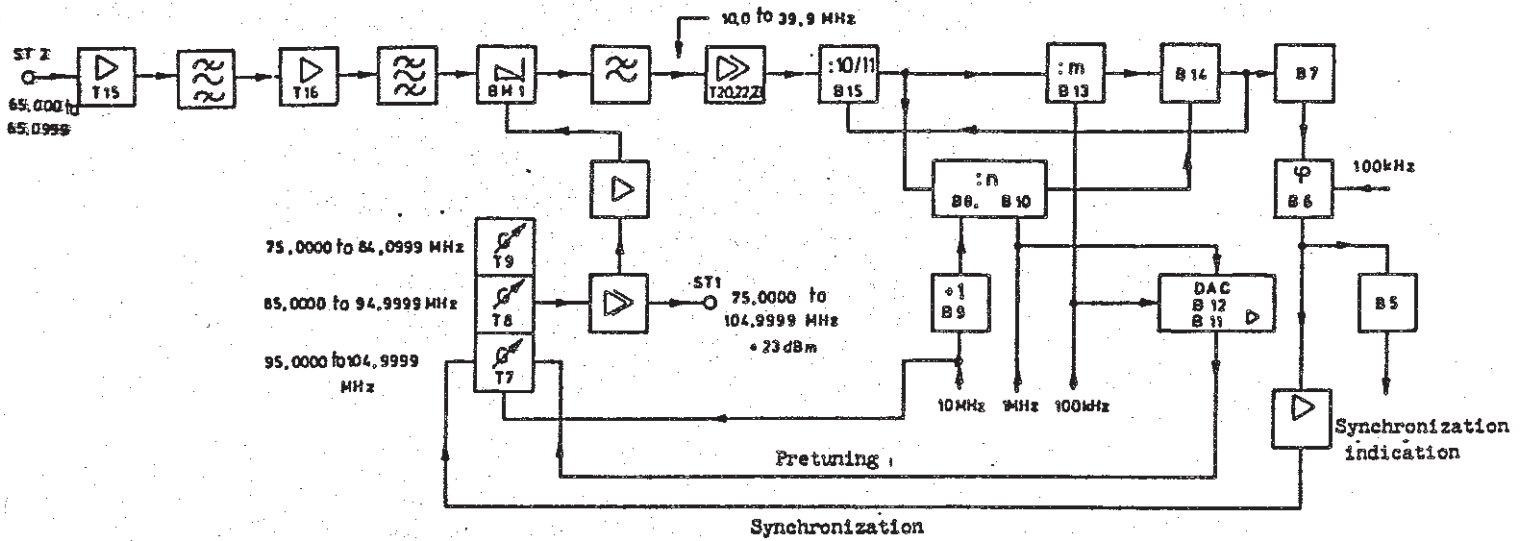 10,0 to 39,9 MHz
ST 2
65,000 to
65,0999
T15
T16
BM1
T20,22,23
:10/11
B15
:m
B13
B14
B7
φ
B6
100kHz
:n
B8. B10
+1
B9
DAC
B12
B11
B5
75,0000 to 84,0999 MHz
T9
85,0000 to 94,9999 MHz
T8
95,0000 to 104,9999
MHz
T7
ST1
75,0000 to
104,9999 MHz
+23dBm
10MHz
1MHz
100kHz
Pretuning
Synchronization
indication
Synchronization